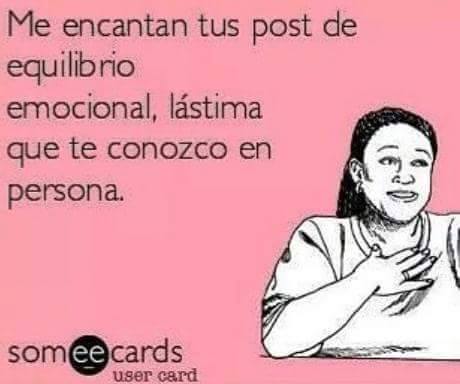 Me encantan tus post de
equilibrio
emocional, lástima
que te conozco en
persona.
someecards
user card